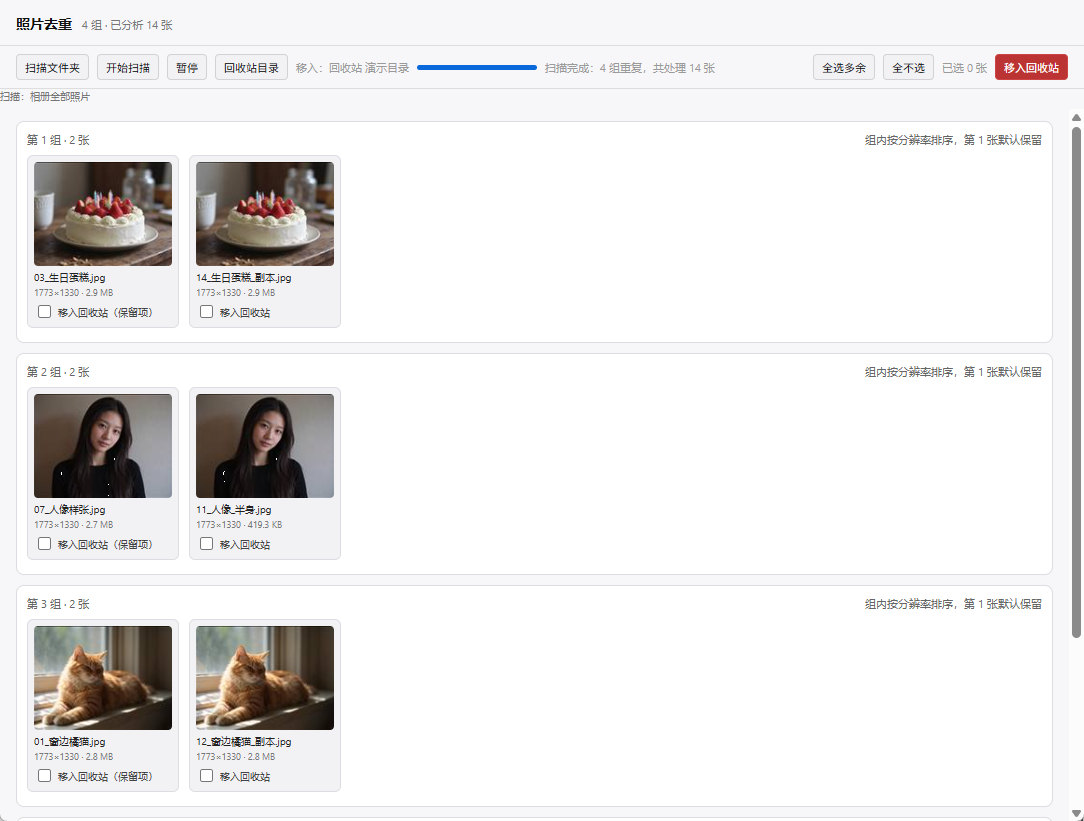 照片去重 4 组 · 已分析 14 张
扫描文件夹 开始扫描 暂停 回收站目录 移入：回收站 演示目录 扫描完成：4 组重复，共处理 14 张 全选多余 全不选 已选 0 张 移入回收站
扫描：相册全部照片
第 1 组 · 2 张 组内按分辨率排序，第 1 张默认保留
03_生日蛋糕.jpg 14_生日蛋糕_副本.jpg
1773×1330 · 2.9 MB 1773×1330 · 2.9 MB
移入回收站（保留项） 移入回收站
第 2 组 · 2 张 组内按分辨率排序，第 1 张默认保留
07_人像样张.jpg 11_人像_半身.jpg
1773×1330 · 2.7 MB 1773×1330 · 419.3 KB
移入回收站（保留项） 移入回收站
第 3 组 · 2 张 组内按分辨率排序，第 1 张默认保留
01_窗边橘猫.jpg 12_窗边橘猫_副本.jpg
1773×1330 · 2.8 MB 1773×1330 · 2.8 MB
移入回收站（保留项） 移入回收站